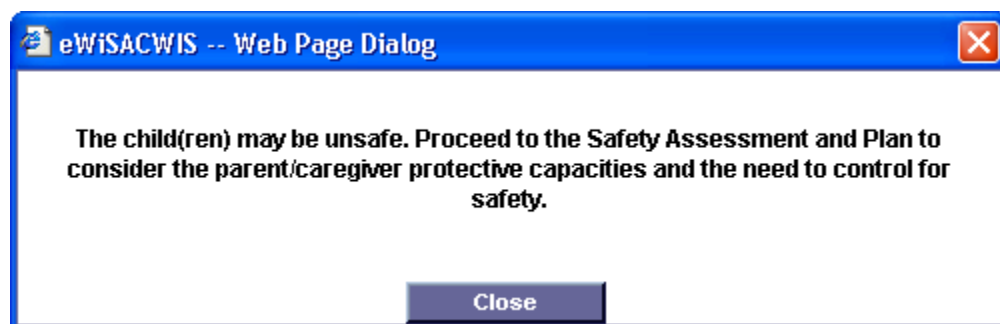 eWiSACWIS -- Web Page Dialog
The child(ren) may be unsafe. Proceed to the Safety Assessment and Plan to
consider the parent/caregiver protective capacities and the need to control for
safety.
Close